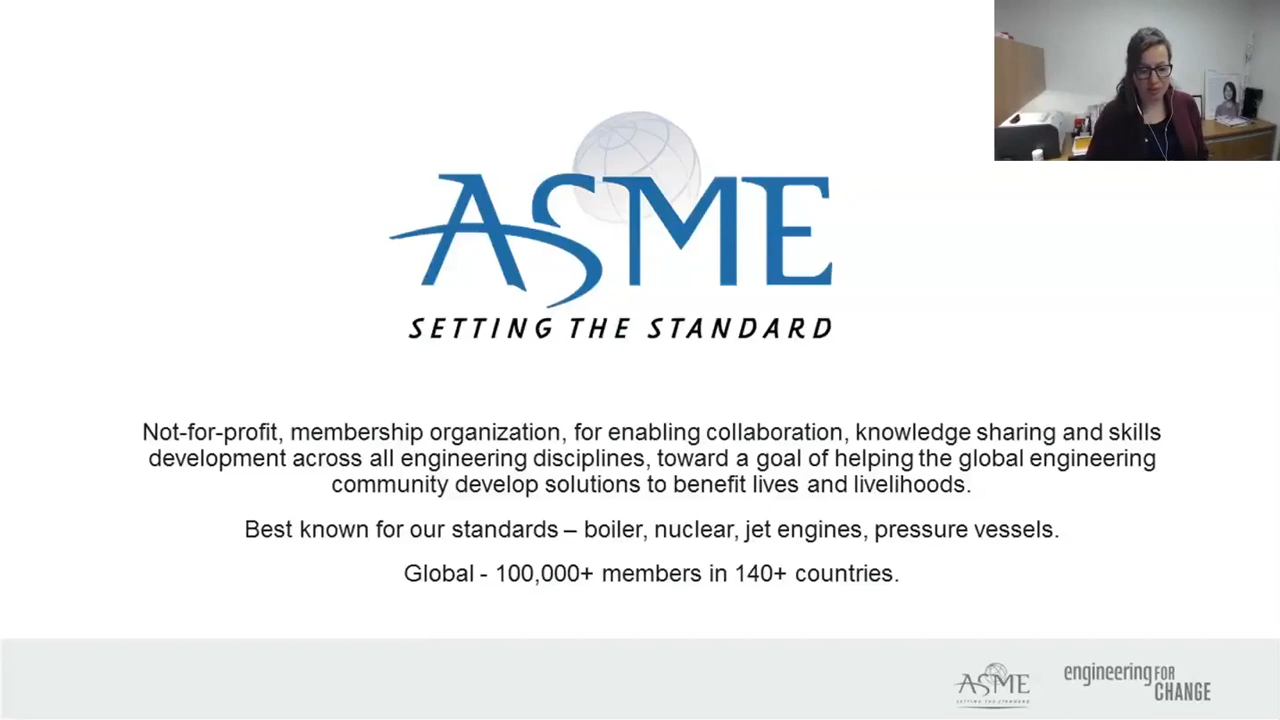 ASME
SETTING THE STANDARD
Not-for-profit, membership organization, for enabling collaboration, knowledge sharing and skills
development across all engineering disciplines, toward a goal of helping the global engineering
community develop solutions to benefit lives and livelihoods.
Best known for our standards – boiler, nuclear, jet engines, pressure vessels.
Global - 100,000+ members in 140+ countries.
ASME
SETTING THE STANDARD
engineering FOR
CHANGE